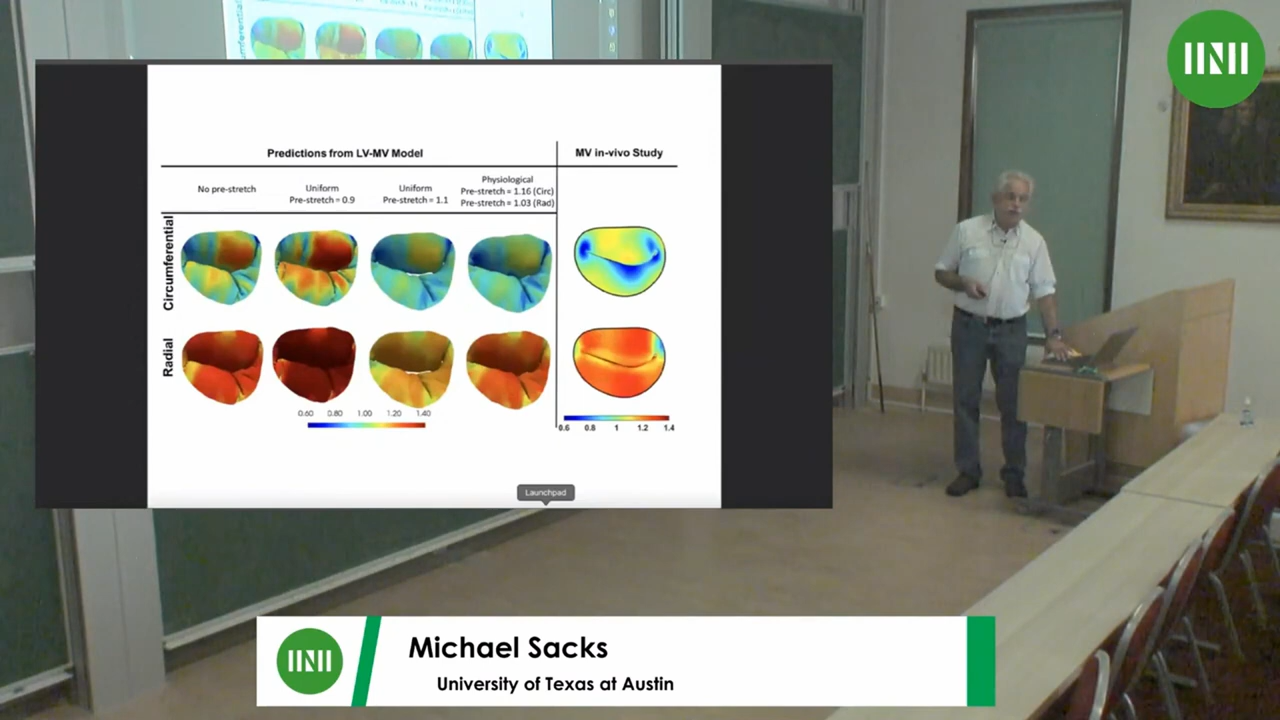 Predictions from LV-MV Model
MV in-vivo Study
No pre-stretch
Uniform
Pre-stretch = 0.9
Uniform
Pre-stretch = 1.1
Physiological
Pre-stretch = 1.16 (Circ)
Pre-stretch = 1.03 (Rad)
Circumferential
Radial
0.60 0.80 1.00 1.20 1.40
0.6 0.8 1 1.2 1.4
Launchpad
Michael Sacks
University of Texas at Austin